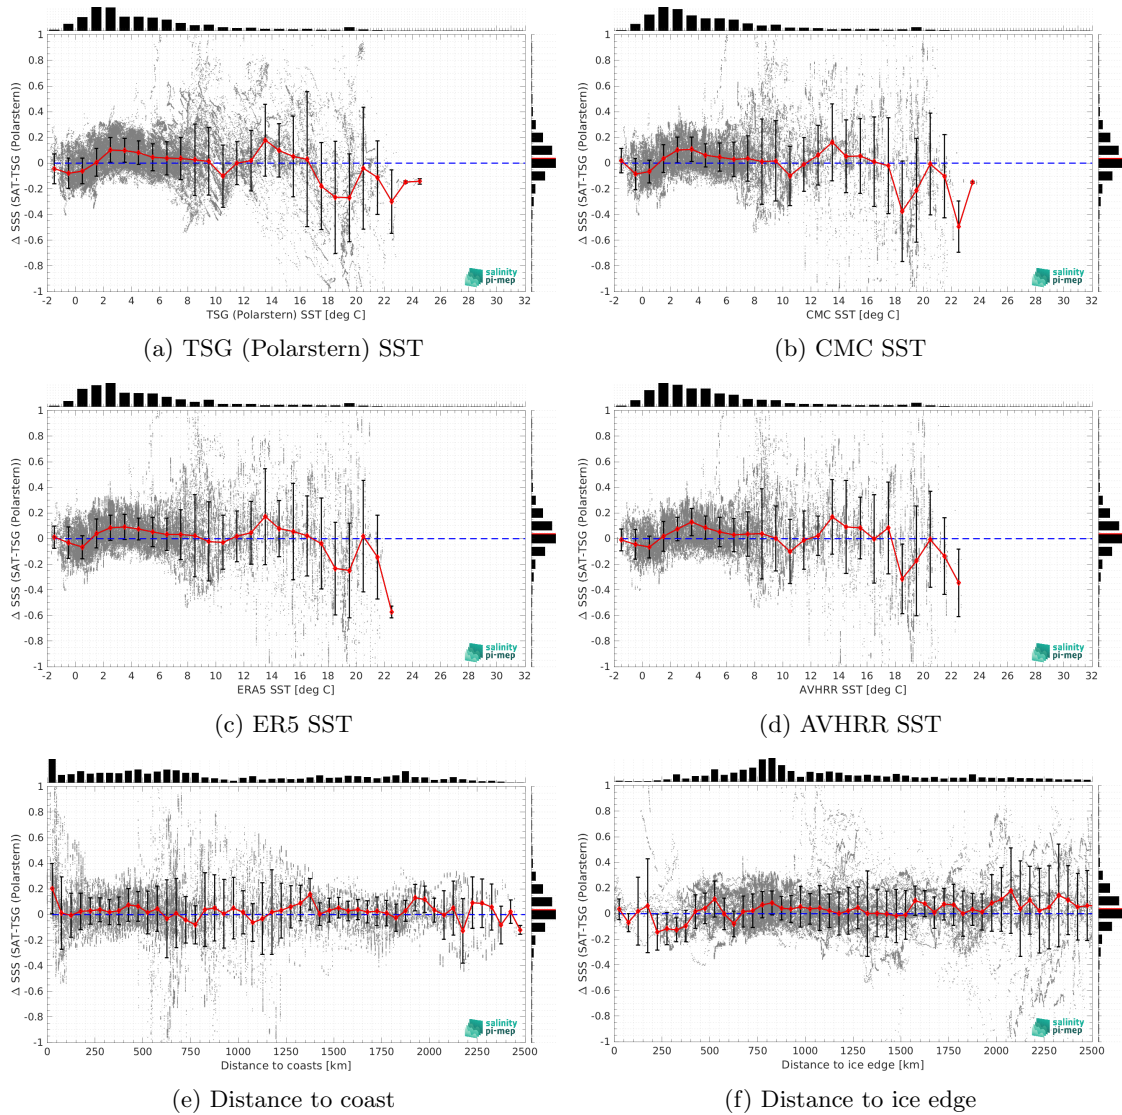 1
0.8
0.6
0.4
0.2
0
-0.2
-0.4
-0.6
-0.8
-1
Δ SSS (SAT-TSG (Polarstern))
salinity
pi-mep
-2 0 2 4 6 8 10 12 14 16 18 20 22 24 26 28 30 32
TSG (Polarstern) SST [deg C]
(a) TSG (Polarstern) SST
1
0.8
0.6
0.4
0.2
0
-0.2
-0.4
-0.6
-0.8
-1
Δ SSS (SAT-TSG (Polarstern))
salinity
pi-mep
-2 0 2 4 6 8 10 12 14 16 18 20 22 24 26 28 30 32
CMC SST [deg C]
(b) CMC SST
1
0.8
0.6
0.4
0.2
0
-0.2
-0.4
-0.6
-0.8
-1
Δ SSS (SAT-TSG (Polarstern))
salinity
pi-mep
-2 0 2 4 6 8 10 12 14 16 18 20 22 24 26 28 30 32
ERA5 SST [deg C]
(c) ER5 SST
1
0.8
0.6
0.4
0.2
0
-0.2
-0.4
-0.6
-0.8
-1
Δ SSS (SAT-TSG (Polarstern))
salinity
pi-mep
-2 0 2 4 6 8 10 12 14 16 18 20 22 24 26 28 30 32
AVHRR SST [deg C]
(d) AVHRR SST
1
0.8
0.6
0.4
0.2
0
-0.2
-0.4
-0.6
-0.8
-1
Δ SSS (SAT-TSG (Polarstern))
salinity
pi-mep
0 250 500 750 1000 1250 1500 1750 2000 2250 2500
Distance to coasts [km]
(e) Distance to coast
1
0.8
0.6
0.4
0.2
0
-0.2
-0.4
-0.6
-0.8
-1
Δ SSS (SAT-TSG (Polarstern))
salinity
pi-mep
0 250 500 750 1000 1250 1500 1750 2000 2250 2500
Distance to ice edge [km]
(f) Distance to ice edge